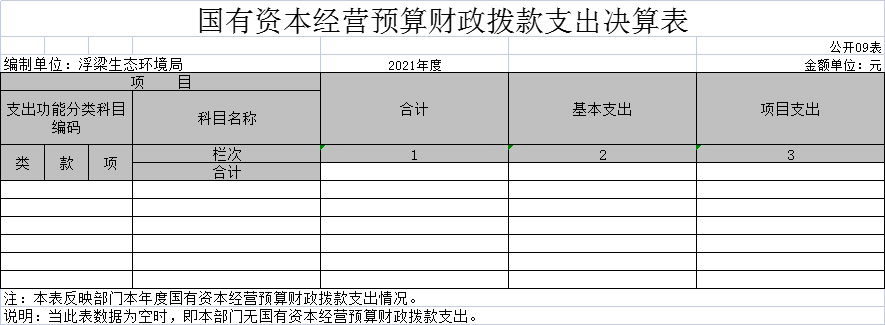 国有资本经营预算财政拨款支出决算表
公开09表
编制单位：浮梁生态环境局 2021年度 金额单位：元
项 目
支出功能分类科目编码 科目名称 合计 基本支出 项目支出
类 款 项 栏次 1 2 3
合计
注：本表反映部门本年度国有资本经营预算财政拨款支出情况。
说明：当此表数据为空时，即本部门无国有资本经营预算财政拨款支出。